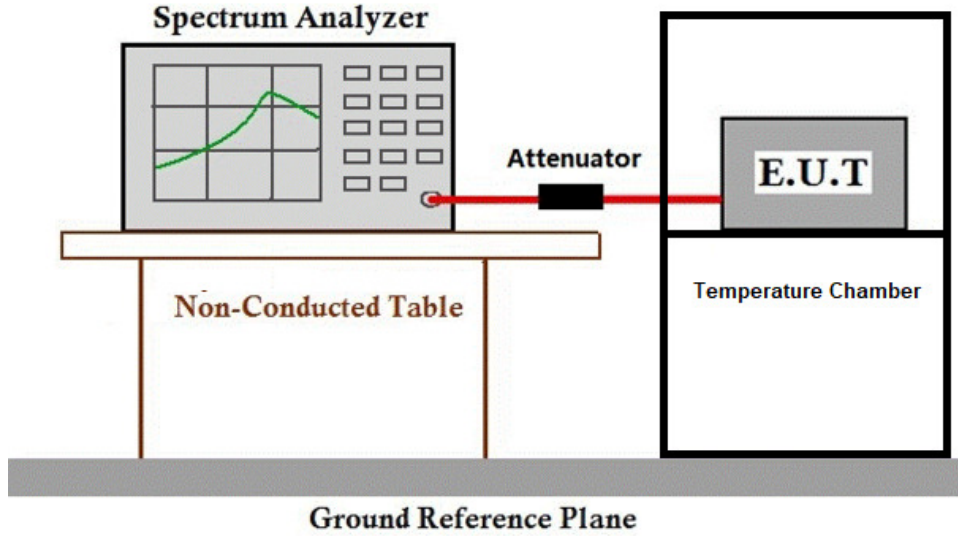 Spectrum Analyzer
Attenuator
E.U.T
Non-Conducted Table
Temperature Chamber
Ground Reference Plane